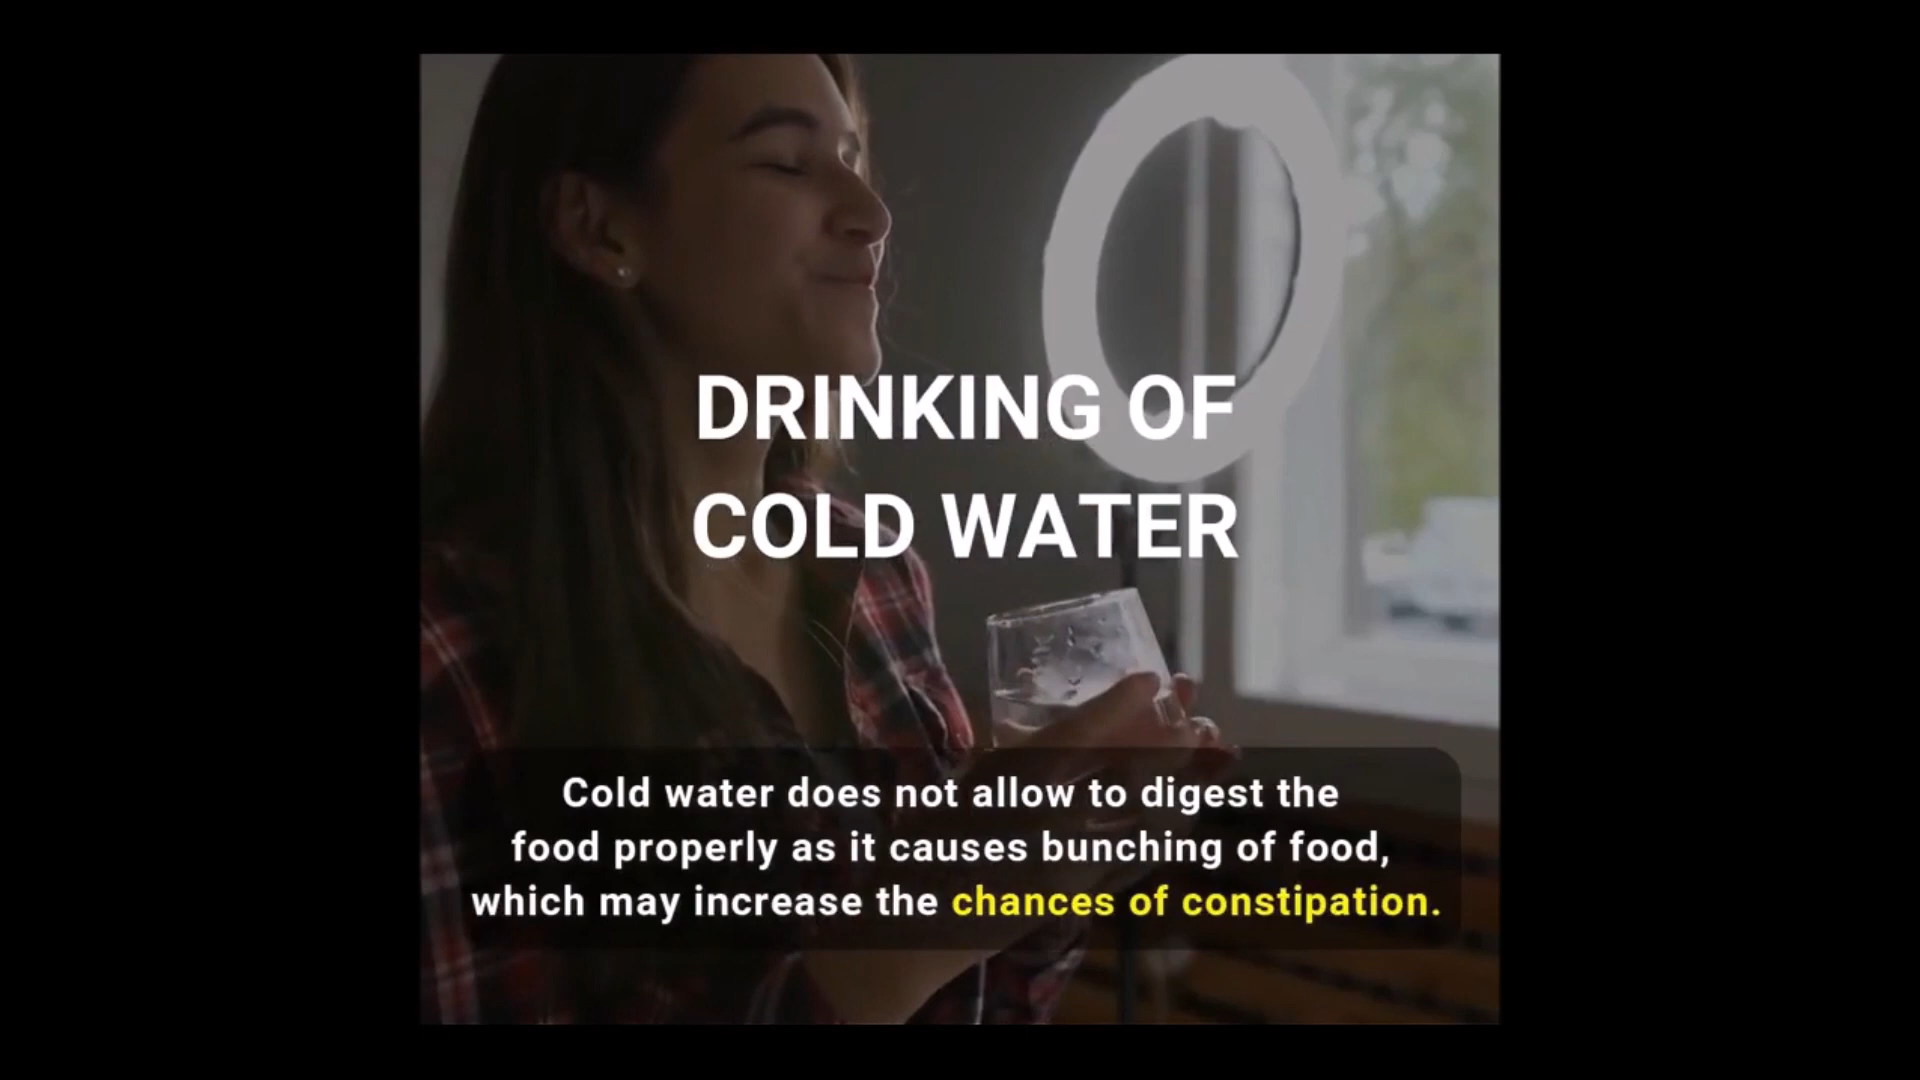 DRINKING OF
COLD WATER
Cold water does not allow to digest the
food properly as it causes bunching of food,
which may increase the chances of constipation.